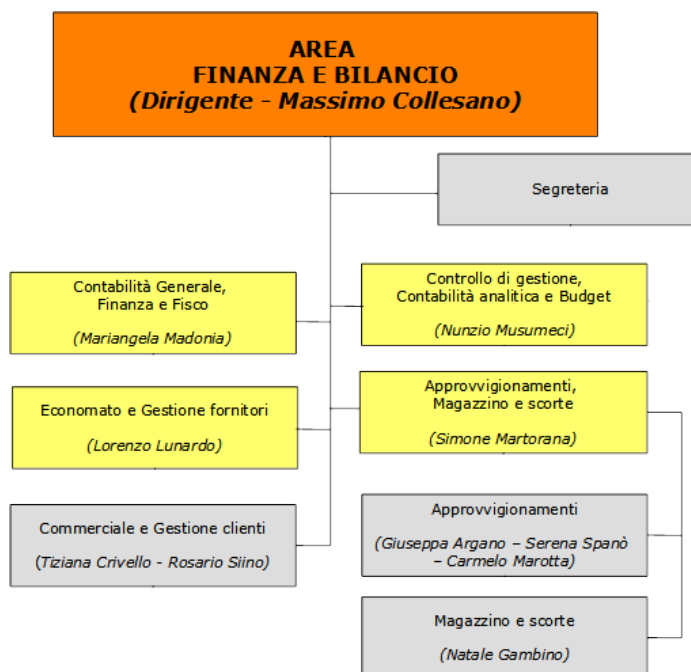 AREA
FINANZA E BILANCIO
(Dirigente - Massimo Collesano)
Segreteria
Contabilità Generale,
Finanza e Fisco
(Mariangela Madonia)
Controllo di gestione,
Contabilità analitica e Budget
(Nunzio Musumeci)
Economato e Gestione fornitori
(Lorenzo Lunardo)
Approvvigionamenti,
Magazzino e scorte
(Simone Martorana)
Commerciale e Gestione clienti
(Tiziana Crivello - Rosario Siino)
Approvvigionamenti
(Giuseppa Argano – Serena Spanò
– Carmelo Marotta)
Magazzino e scorte
(Natale Gambino)